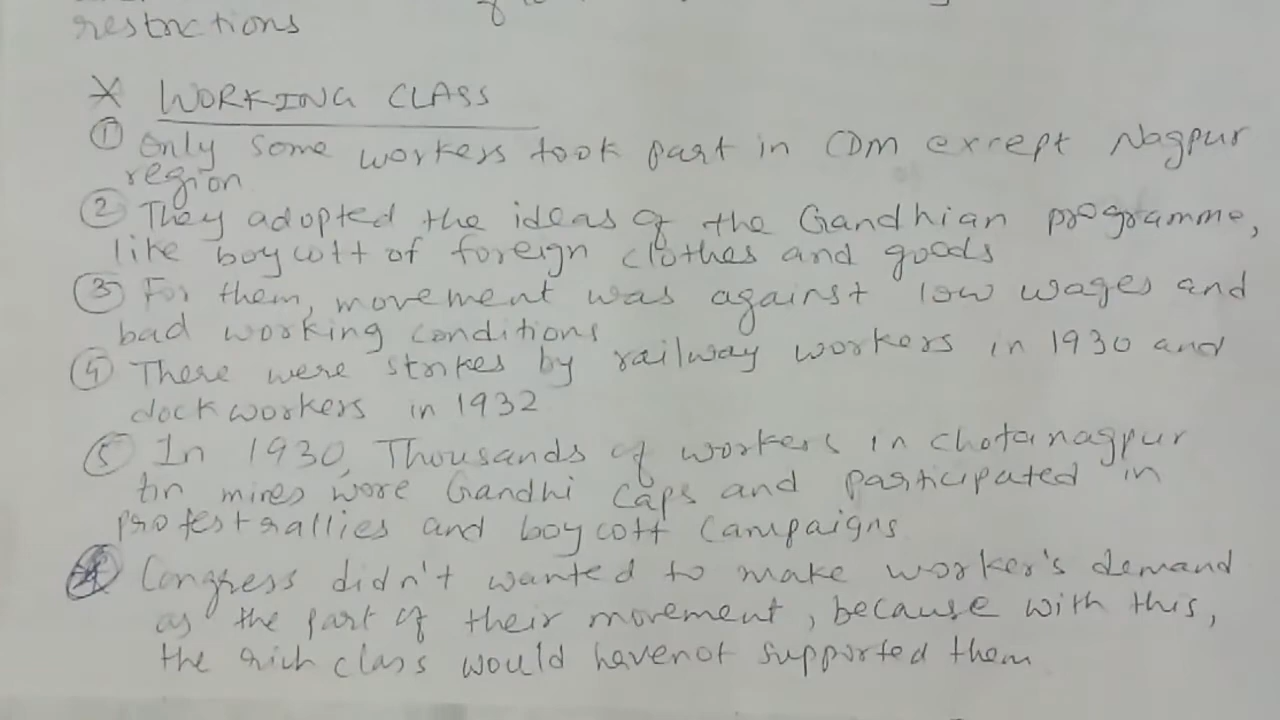 restrictions
* WORKING CLASS
① Only some workers took part in CDM except Nagpur
region
② They adopted the ideas of the Gandhian programme,
like boycott of foreign clothes and goods
③ For them, movement was against low wages and
bad working conditions
④ There were strikes by railway workers in 1930 and
dockworkers in 1932
⑤ In 1930, Thousands of workers in chotanagpur
tin mines wore Gandhi caps and participated in
protest rallies and boycott campaigns
Congress didn't wanted to make worker's demand
as the part of their movement, because with this,
the rich class would havenot supported them